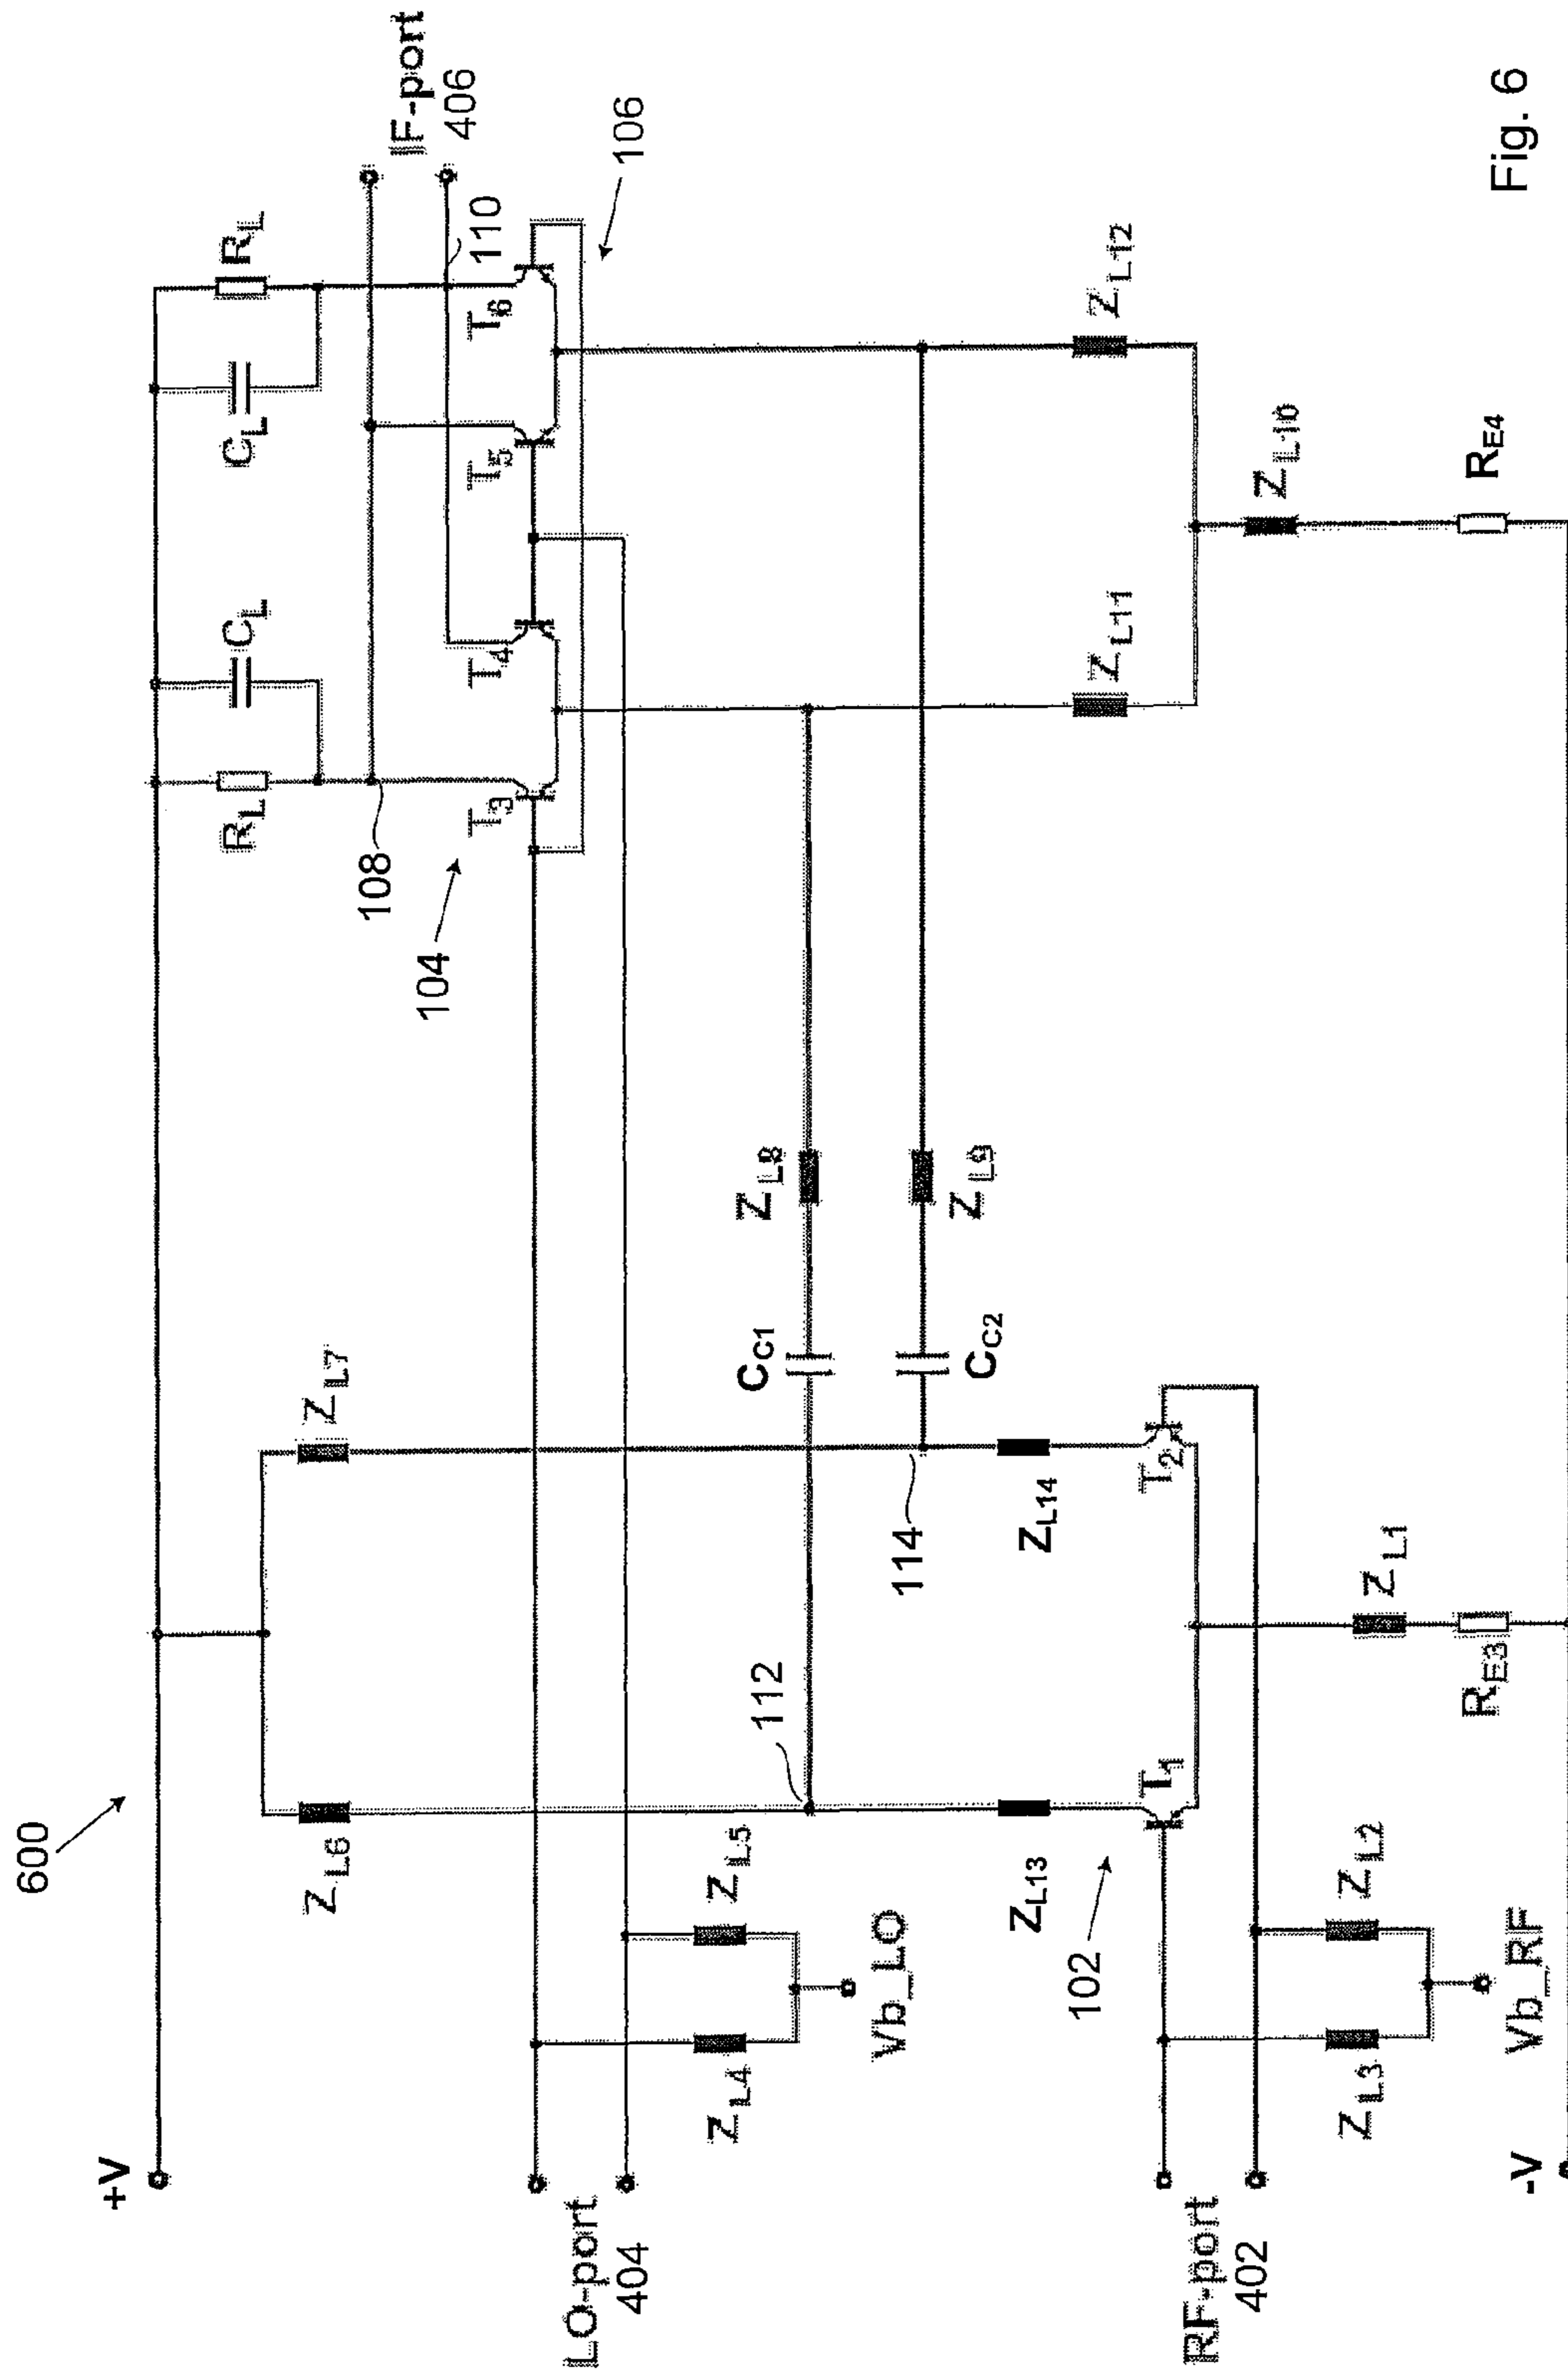 600
+V
Z_L6
Z_L7
R_L
C_L
C_L
R_L
IF-port
406
108
110
104
T_3
T_4
T_5
T_6
106
LO-port
404
Z_L4
Z_L5
Vb_LO
112
114
C_C1
Z_L8
C_C2
Z_L9
Z_L13
Z_L14
Z_L11
Z_L12
102
T_1
T_2
RF-port
402
Z_L3
Z_L2
Vb_RF
Z_L1
R_E3
Z_L10
R_E4
-V
Fig. 6